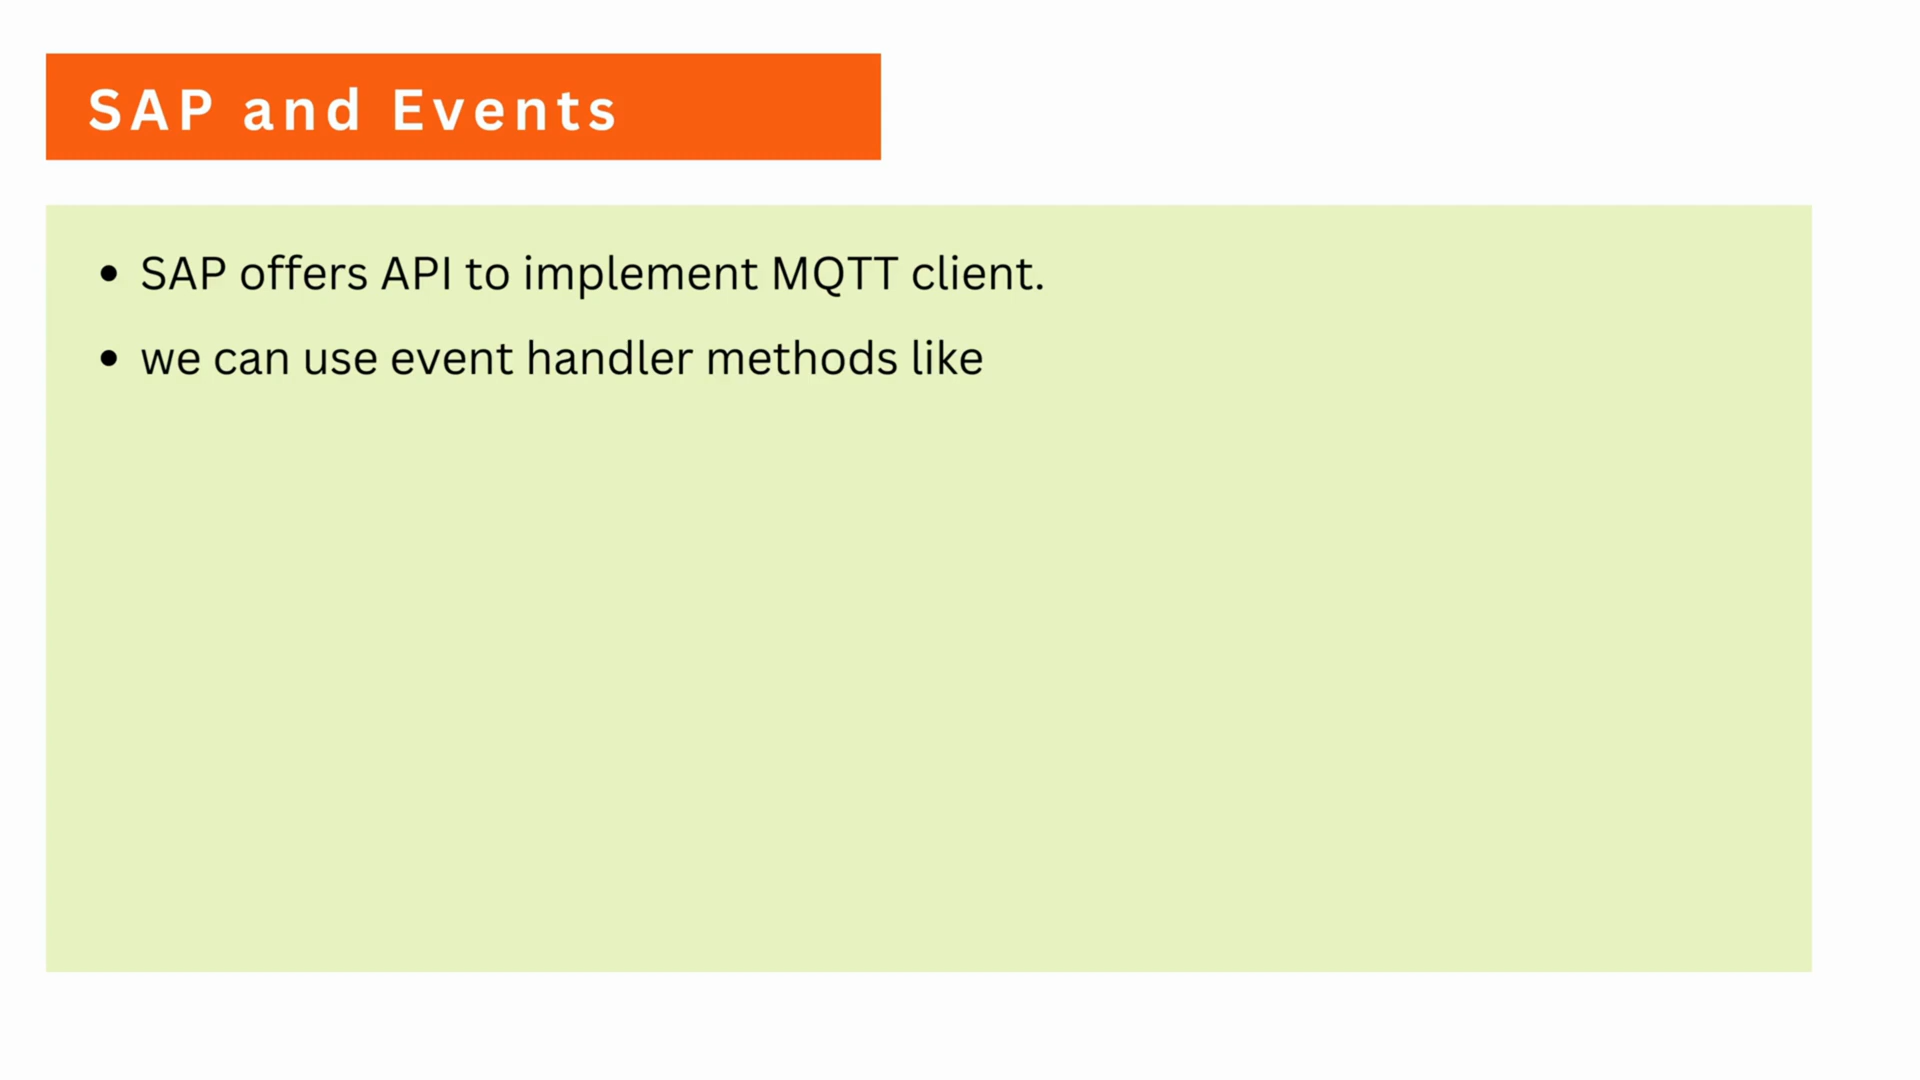 SAP and Events
• SAP offers API to implement MQTT client.
• we can use event handler methods like